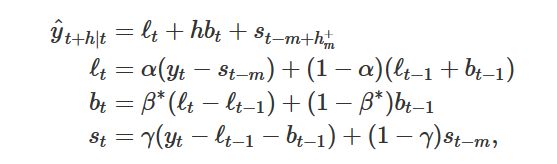 ŷ_{t+h|t} = ℓ_t + hb_t + s_{t−m+h_m^+}
ℓ_t = α(y_t − s_{t−m}) + (1 − α)(ℓ_{t−1} + b_{t−1})
b_t = β^*(ℓ_t − ℓ_{t−1}) + (1 − β^*)b_{t−1}
s_t = γ(y_t − ℓ_{t−1} − b_{t−1}) + (1 − γ)s_{t−m},